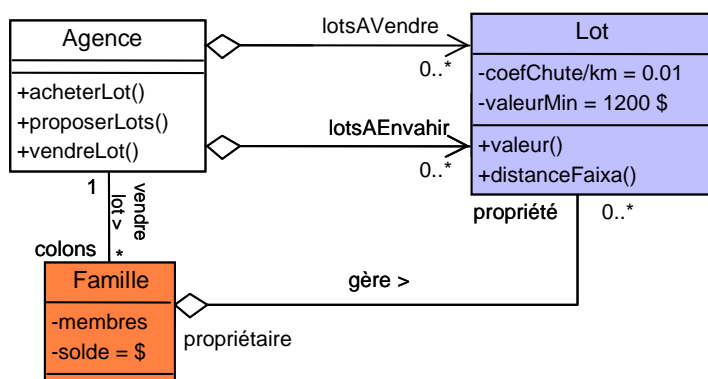 Agence
+acheterLot()
+proposerLots()
+vendreLot()
lotsAVendre
0..*
lotsAEnvahir
0..*
Lot
-coefChute/km = 0.01
-valeurMin = 1200 $
+valeur()
+distanceFaixa()
propriété
0..*
1
vendre
lot >
colons
*
Famille
-membres
-solde = $
gère >
propriétaire